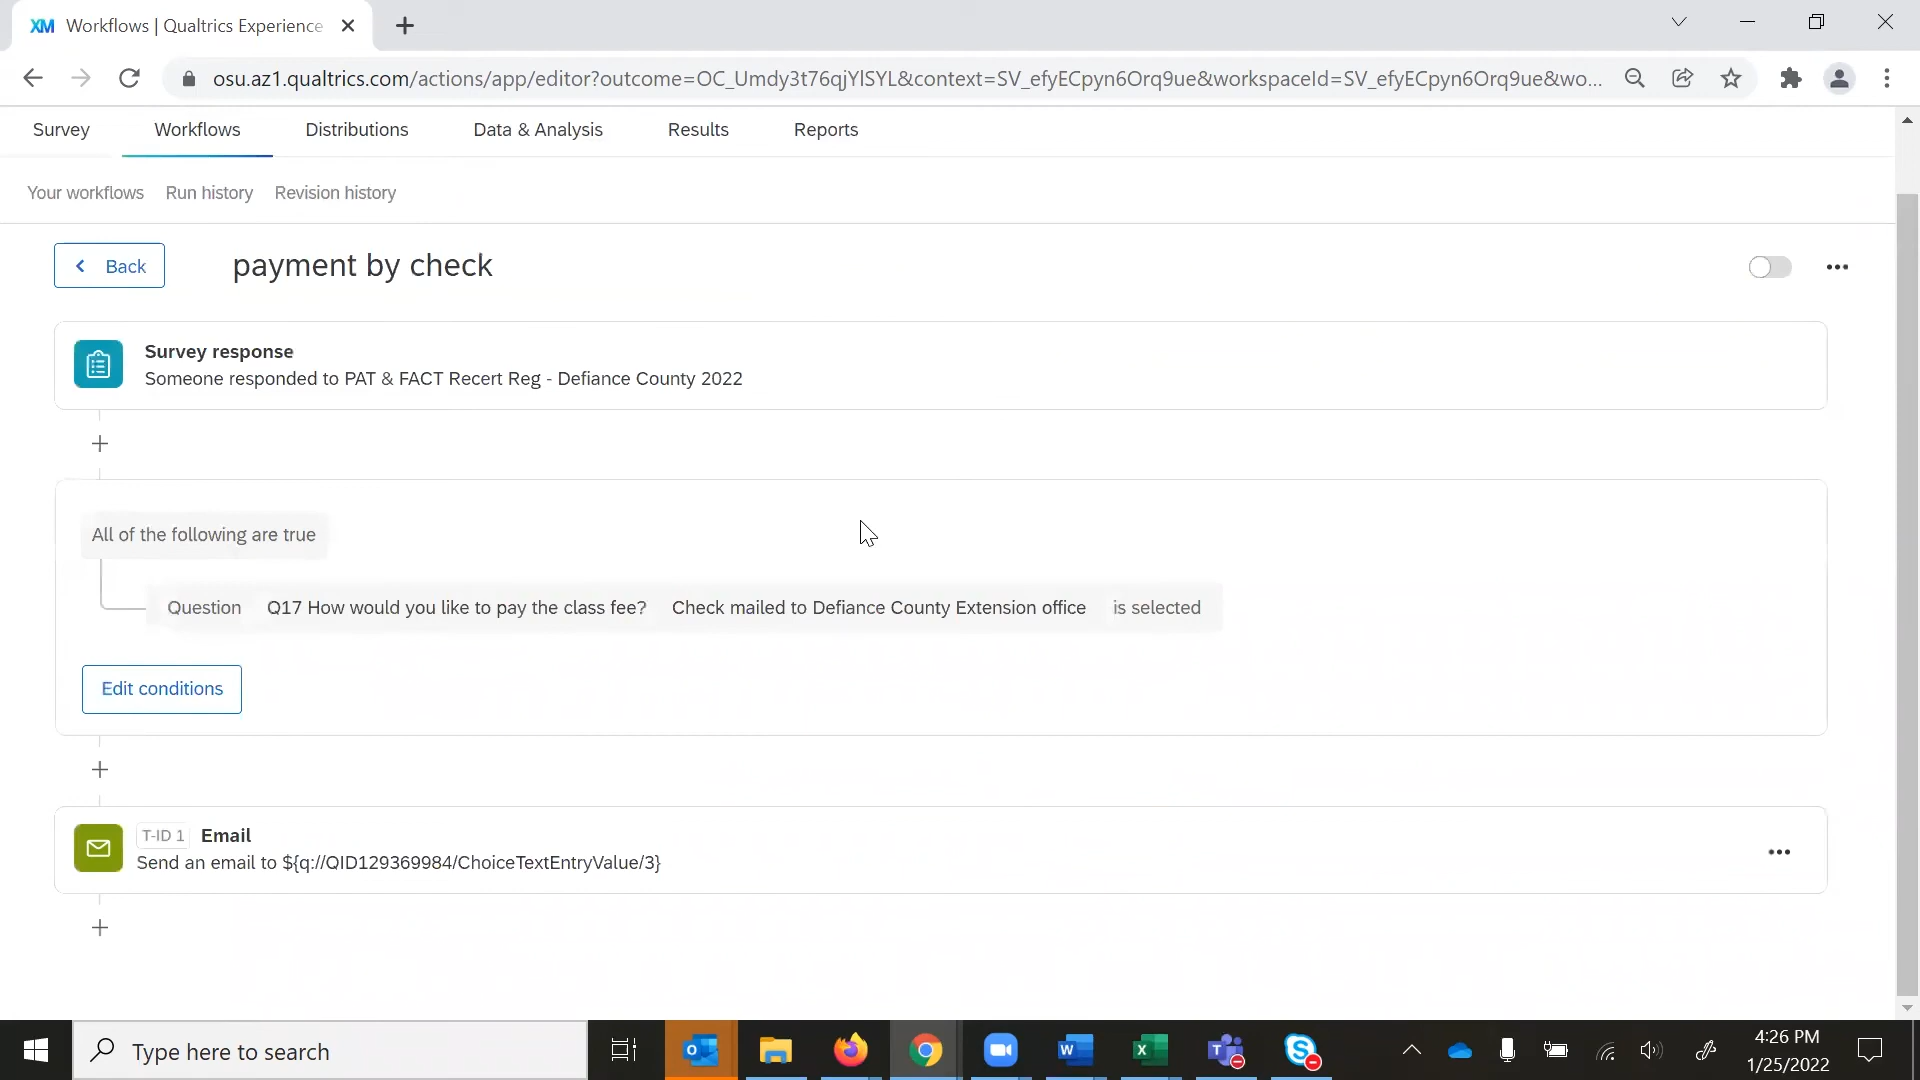 XM Workflows | Qualtrics Experience
osu.az1.qualtrics.com/actions/app/editor?outcome=OC_Umdy3t76qjYlSYL&context=SV_efyECpyn6Orq9ue&workspaceId=SV_efyECpyn6Orq9ue&wo...
Survey Workflows Distributions Data & Analysis Results Reports
Your workflows Run history Revision history
Back payment by check
Survey response
Someone responded to PAT & FACT Recert Reg - Defiance County 2022
All of the following are true
Question Q17 How would you like to pay the class fee? Check mailed to Defiance County Extension office is selected
Edit conditions
T-ID 1 Email
Send an email to ${q://QID129369984/ChoiceTextEntryValue/3}
Type here to search
4:26 PM
1/25/2022